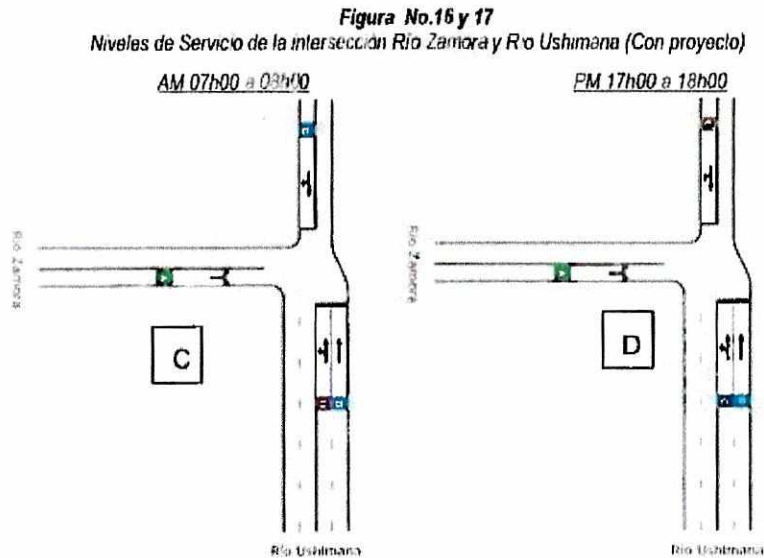 Figura No.16 y 17
Niveles de Servicio de la intersección Río Zamora y Río Ushimana (Con proyecto)
AM 07h00 a 08h00
PM 17h00 a 18h00
Río Zamora
Río Zamora
C
D
Río Ushimana
Río Ushimana